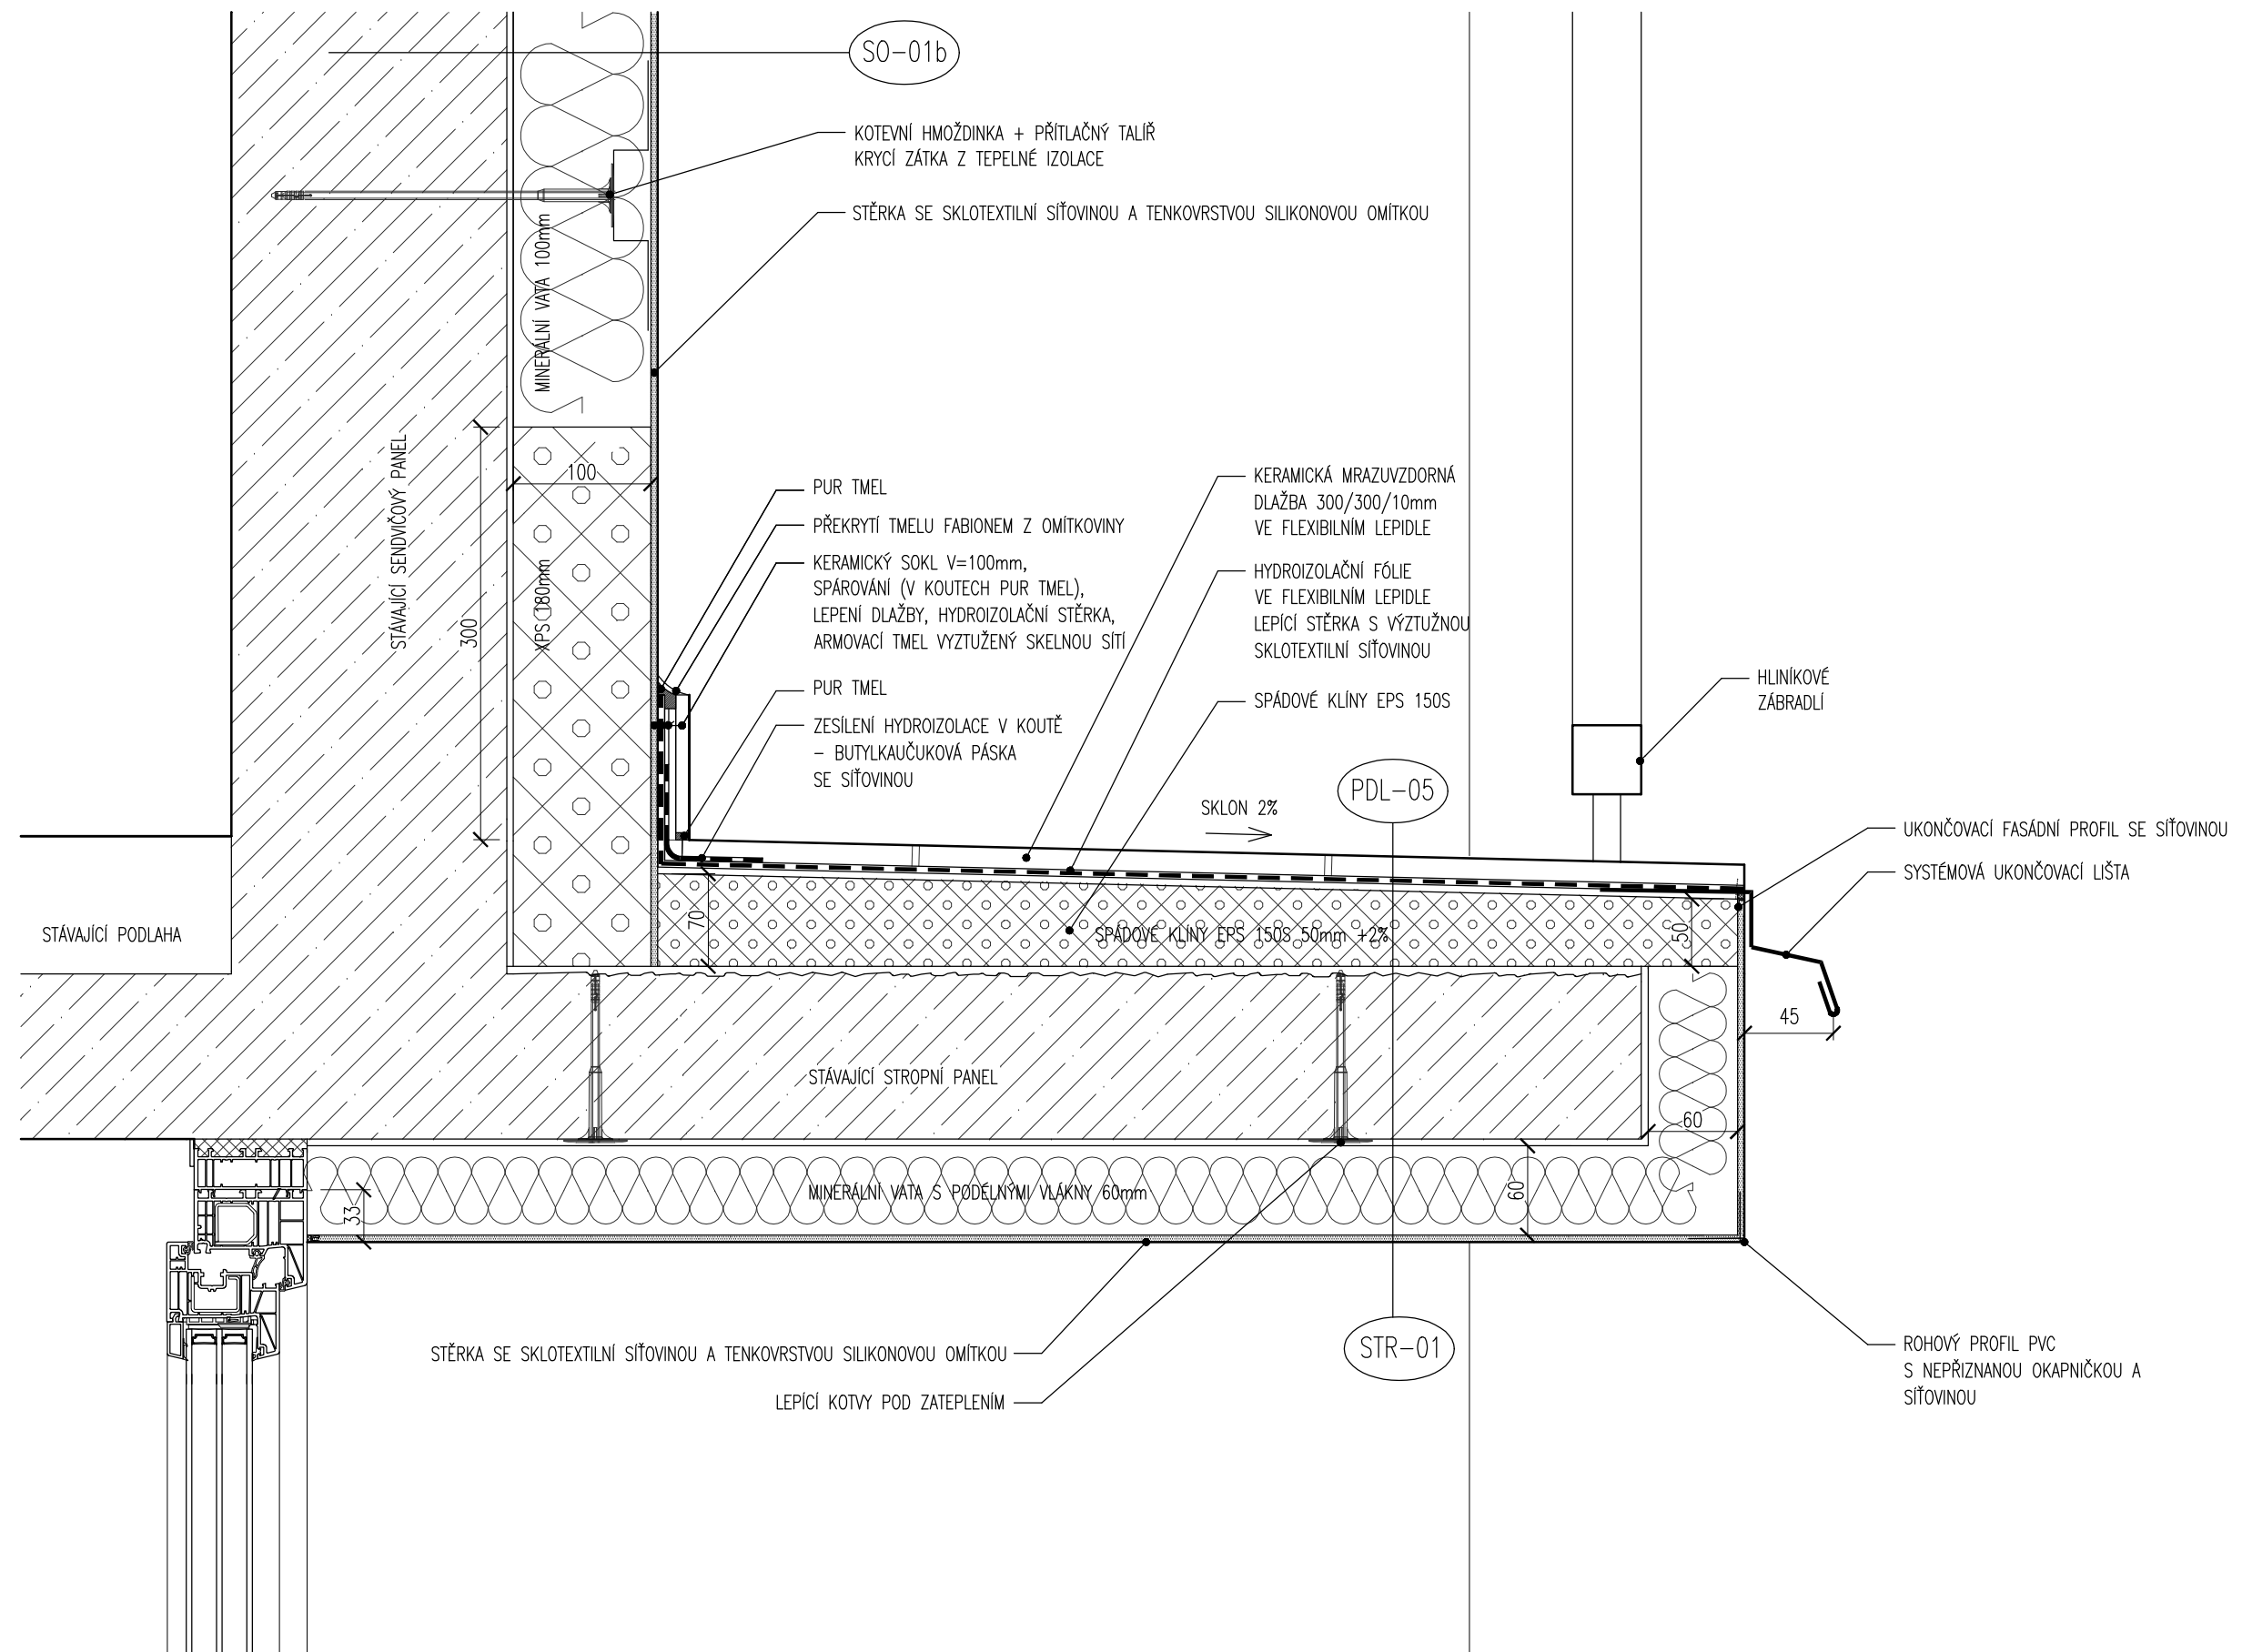 SO-01b
KOTEVNÍ HMOŽDINKA + PŘÍTLAČNÝ TALÍŘ
KRYCÍ ZÁTKA Z TEPELNÉ IZOLACE
STĚRKA SE SKLOTEXTILNÍ SÍŤOVINOU A TENKOVRSTVOU SILIKONOVOU OMÍTKOU
MINERÁLNÍ VATA 100mm
STÁVAJÍCÍ SENDVIČOVÝ PANEL
300
100
XPS 180mm
PUR TMEL
PŘEKRYTÍ TMELU FABIONEM Z OMÍTKOVINY
KERAMICKÝ SOKL V=100mm,
SPÁROVÁNÍ (V KOUTECH PUR TMEL),
LEPENÍ DLAŽBY, HYDROIZOLAČNÍ STĚRKA,
ARMOVACÍ TMEL VYZTUŽENÝ SKELNOU SÍTÍ
PUR TMEL
ZESÍLENÍ HYDROIZOLACE V KOUTĚ
- BUTYLKAUČUKOVÁ PÁSKA
SE SÍŤOVINOU
KERAMICKÁ MRAZUVZDORNÁ
DLAŽBA 300/300/10mm
VE FLEXIBILNÍM LEPIDLE
HYDROIZOLAČNÍ FÓLIE
VE FLEXIBILNÍM LEPIDLE
LEPÍCÍ STĚRKA S VÝZTUŽNOU
SKLOTEXTILNÍ SÍŤOVINOU
SPÁDOVÉ KLÍNY EPS 150S
HLINÍKOVÉ
ZÁBRADLÍ
PDL-05
SKLON 2%
UKONČOVACÍ FASÁDNÍ PROFIL SE SÍŤOVINOU
SYSTÉMOVÁ UKONČOVACÍ LIŠTA
STÁVAJÍCÍ PODLAHA
70
SPÁDOVÉ KLÍNY EPS 150S 50mm +2%
50
45
STÁVAJÍCÍ STROPNÍ PANEL
60
MINERÁLNÍ VATA S PODÉLNÝMI VLÁKNY 60mm
60
33
STĚRKA SE SKLOTEXTILNÍ SÍŤOVINOU A TENKOVRSTVOU SILIKONOVOU OMÍTKOU
STR-01
LEPÍCÍ KOTVY POD ZATEPLENÍM
ROHOVÝ PROFIL PVC
S NEPŘIZNANOU OKAPNIČKOU A
SÍŤOVINOU